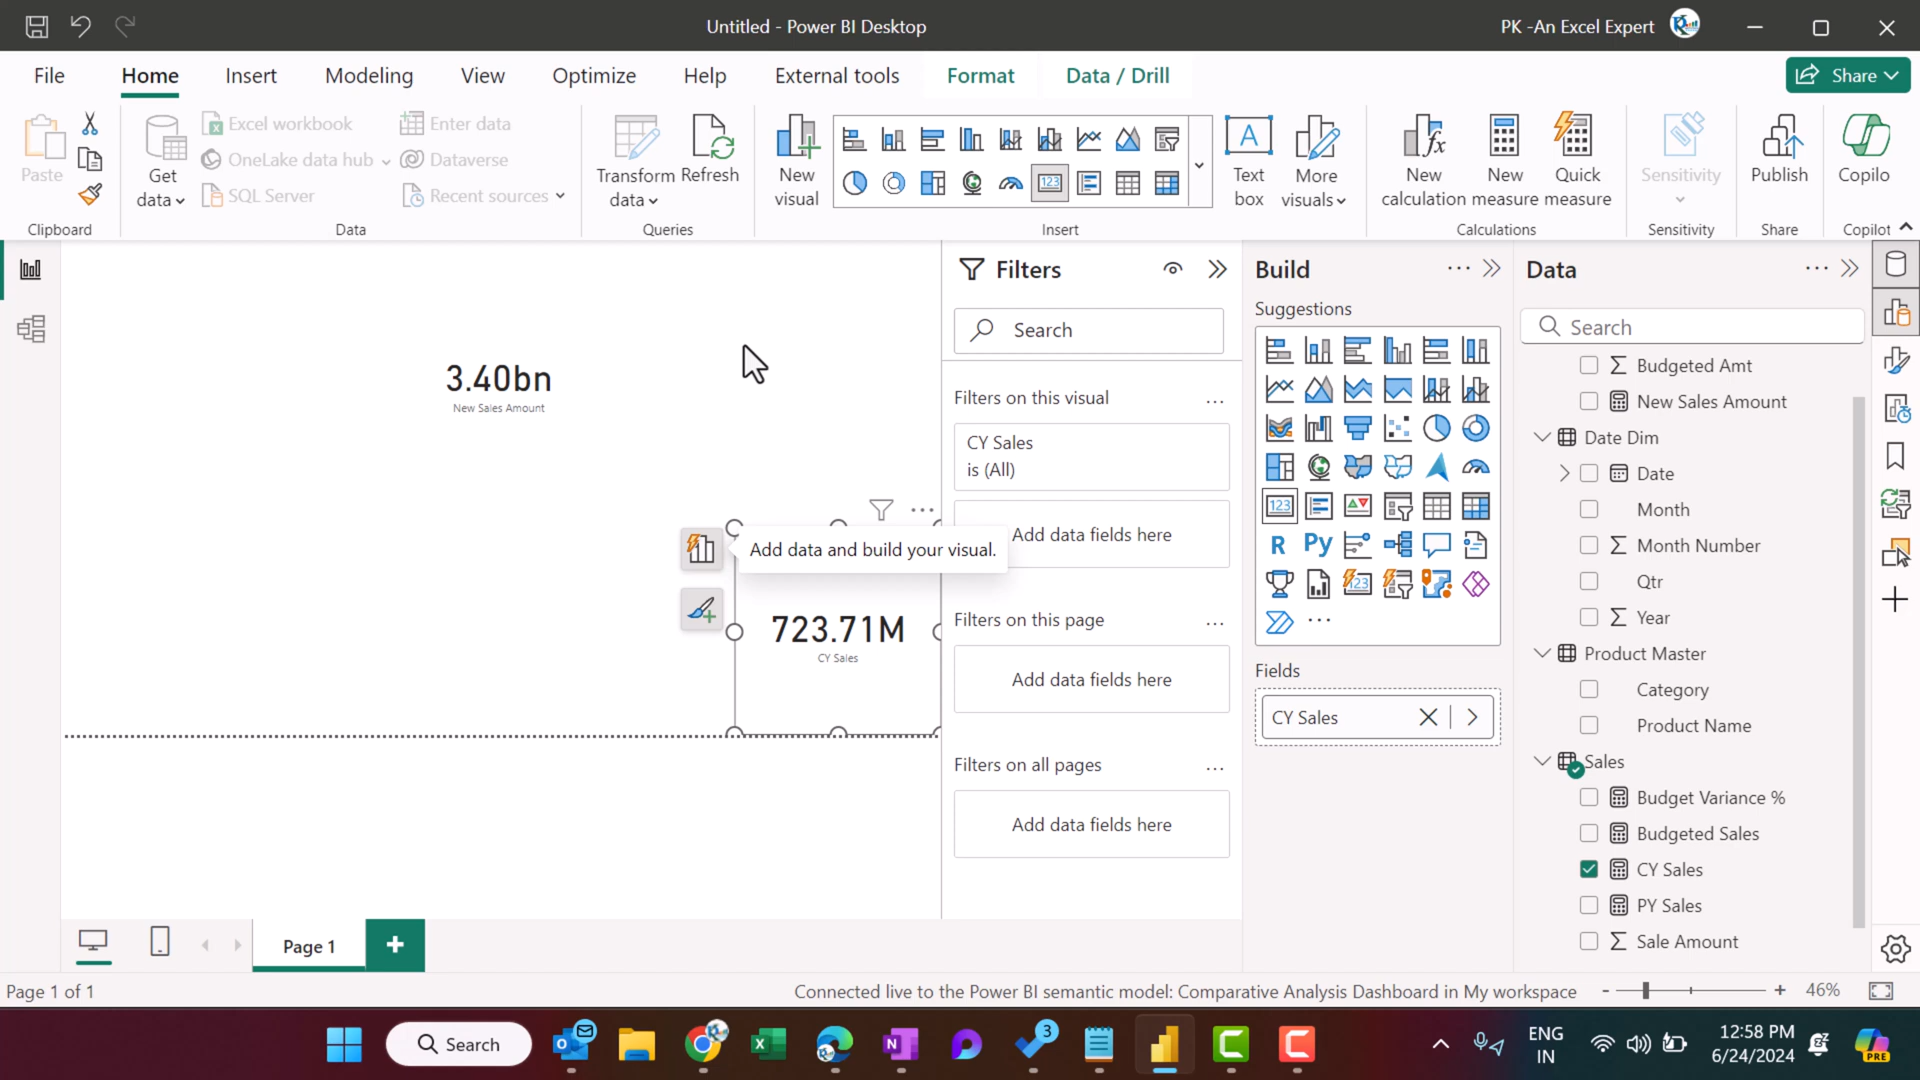 Untitled - Power BI Desktop
PK -An Excel Expert
File
Home
Insert
Modeling
View
Optimize
Help
External tools
Format
Data / Drill
Share
Paste
Clipboard
Get
data
Excel workbook
OneLake data hub
SQL Server
Enter data
Dataverse
Recent sources
Data
Transform
data
Refresh
Queries
New
visual
123
A
Text
box
More
visuals
Insert
New
calculation
New
measure
Quick
measure
Calculations
Sensitivity
Sensitivity
Publish
Share
Copilo
Copilot
3.40bn
New Sales Amount
Add data and build your visual.
723.71M
CY Sales
Filters
Search
Filters on this visual
...
CY Sales
is (All)
Add data fields here
Filters on this page
...
Add data fields here
Filters on all pages
...
Add data fields here
Build
Suggestions
123
R
Py
123
...
Fields
CY Sales
Data
Search
Budgeted Amt
New Sales Amount
Date Dim
Date
Month
Month Number
Qtr
Year
Product Master
Category
Product Name
Sales
Budget Variance %
Budgeted Sales
CY Sales
PY Sales
Sale Amount
Page 1
Page 1 of 1
Connected live to the Power BI semantic model: Comparative Analysis Dashboard in My workspace
- + 46%
Search
3
ENG
IN
12:58 PM
6/24/2024
PRE